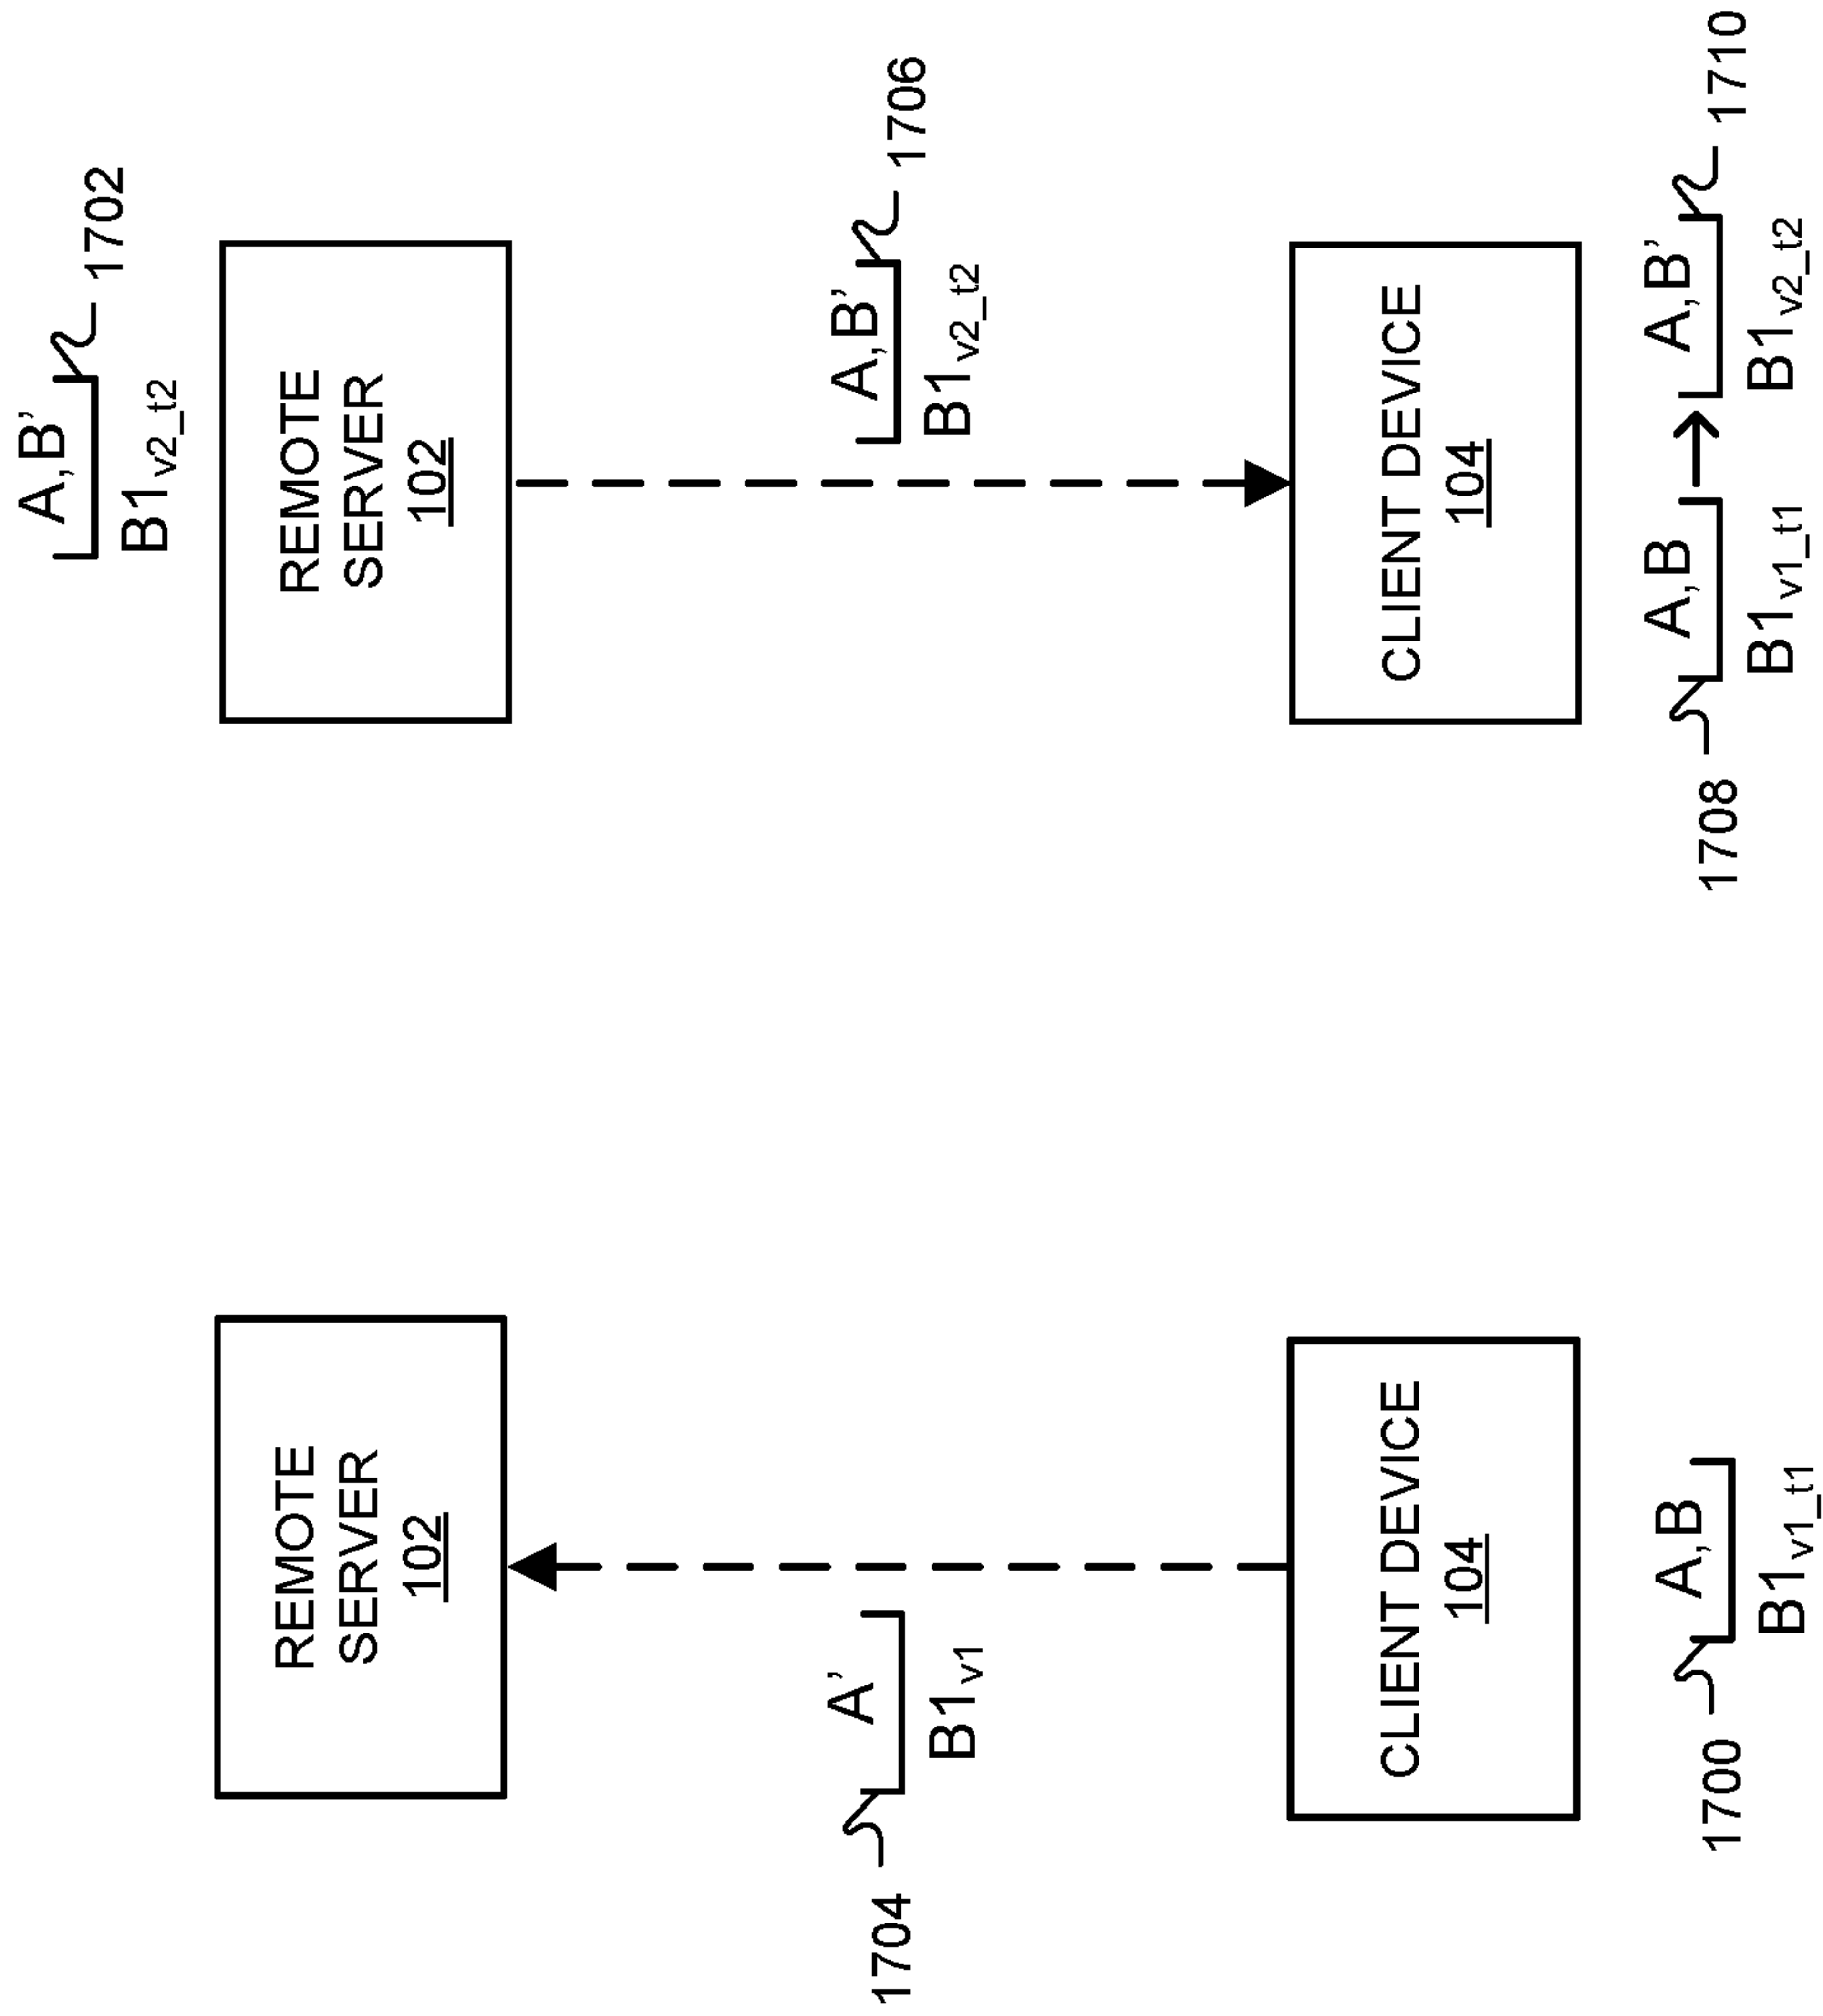 REMOTE
SERVER
102
1704
A’
B1v1
CLIENT DEVICE
104
1700
A,B
B1v1_t1
A,B’
1702
B1v2_t2
REMOTE
SERVER
102
A,B’
1706
B1v2_t2
CLIENT DEVICE
104
1708
A,B
B1v1_t1
A,B’
1710
B1v2_t2